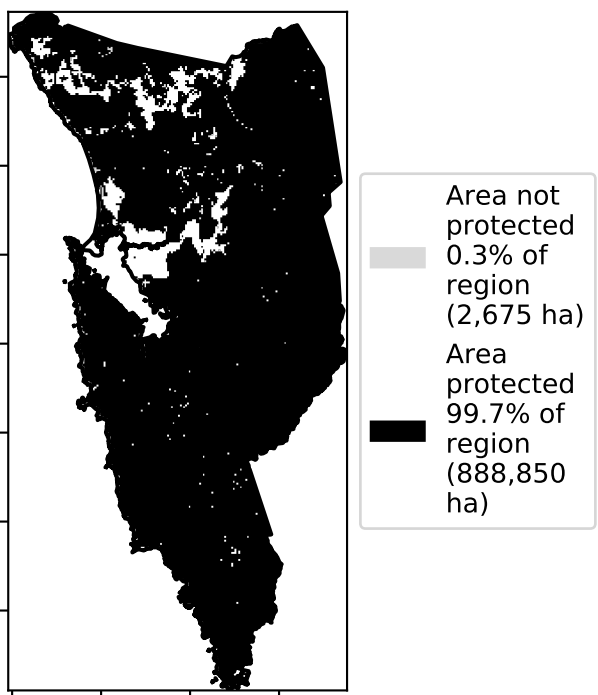 Area not
protected
0.3% of
region
(2,675 ha)
Area
protected
99.7% of
region
(888,850
ha)